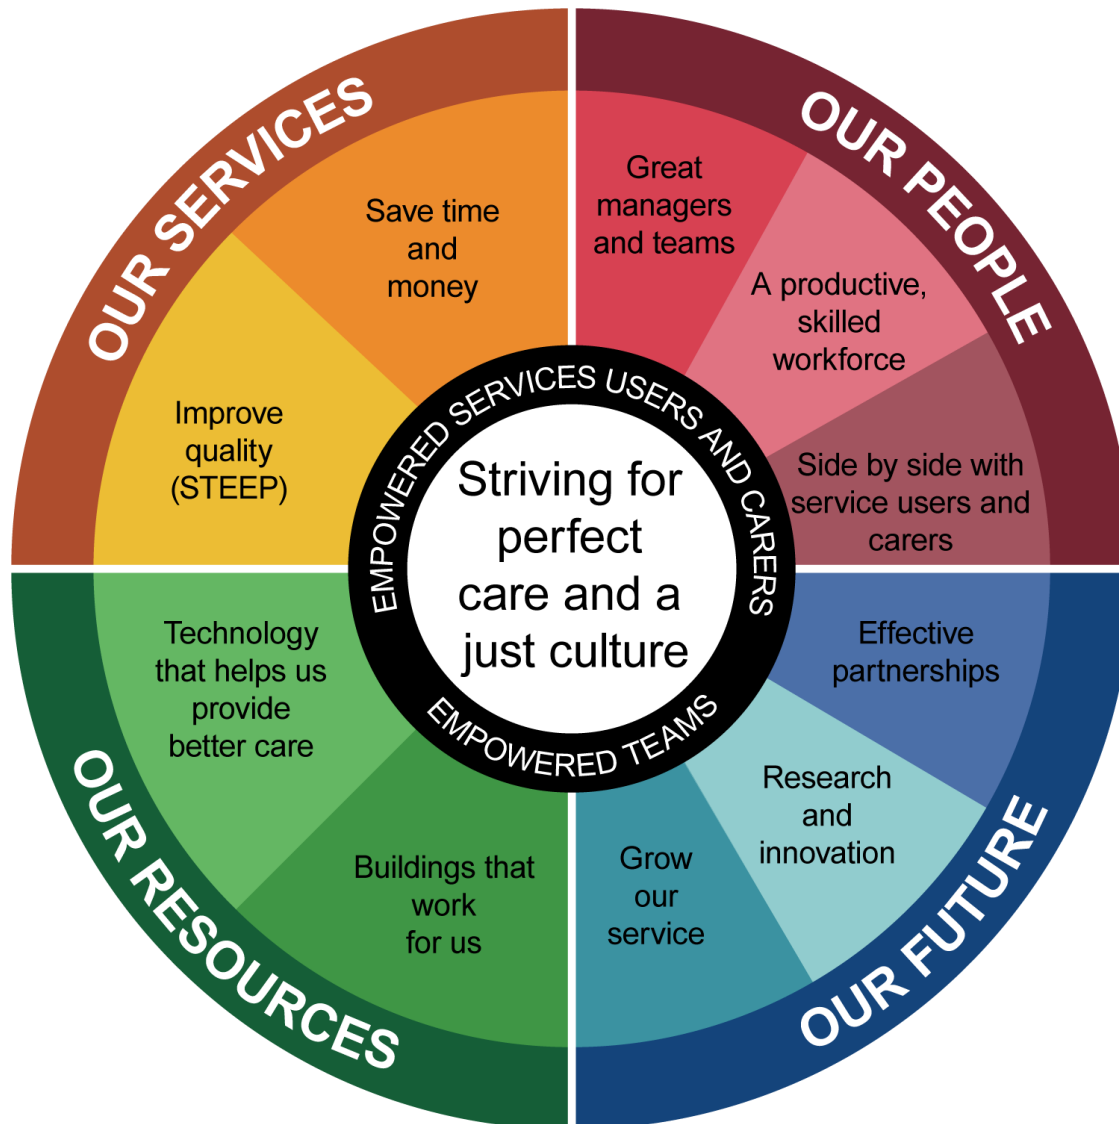 OUR SERVICES
Save time
and
money
Improve
quality
(STEEP)
OUR PEOPLE
Great
managers
and teams
A productive,
skilled
workforce
Side by side with
service users and
carers
EMPOWERED SERVICES USERS AND CARERS
Striving for
perfect
care and a
just culture
EMPOWERED TEAMS
OUR RESOURCES
Technology
that helps us
provide
better care
Buildings that
work
for us
OUR FUTURE
Effective
partnerships
Research
and
innovation
Grow
our
service